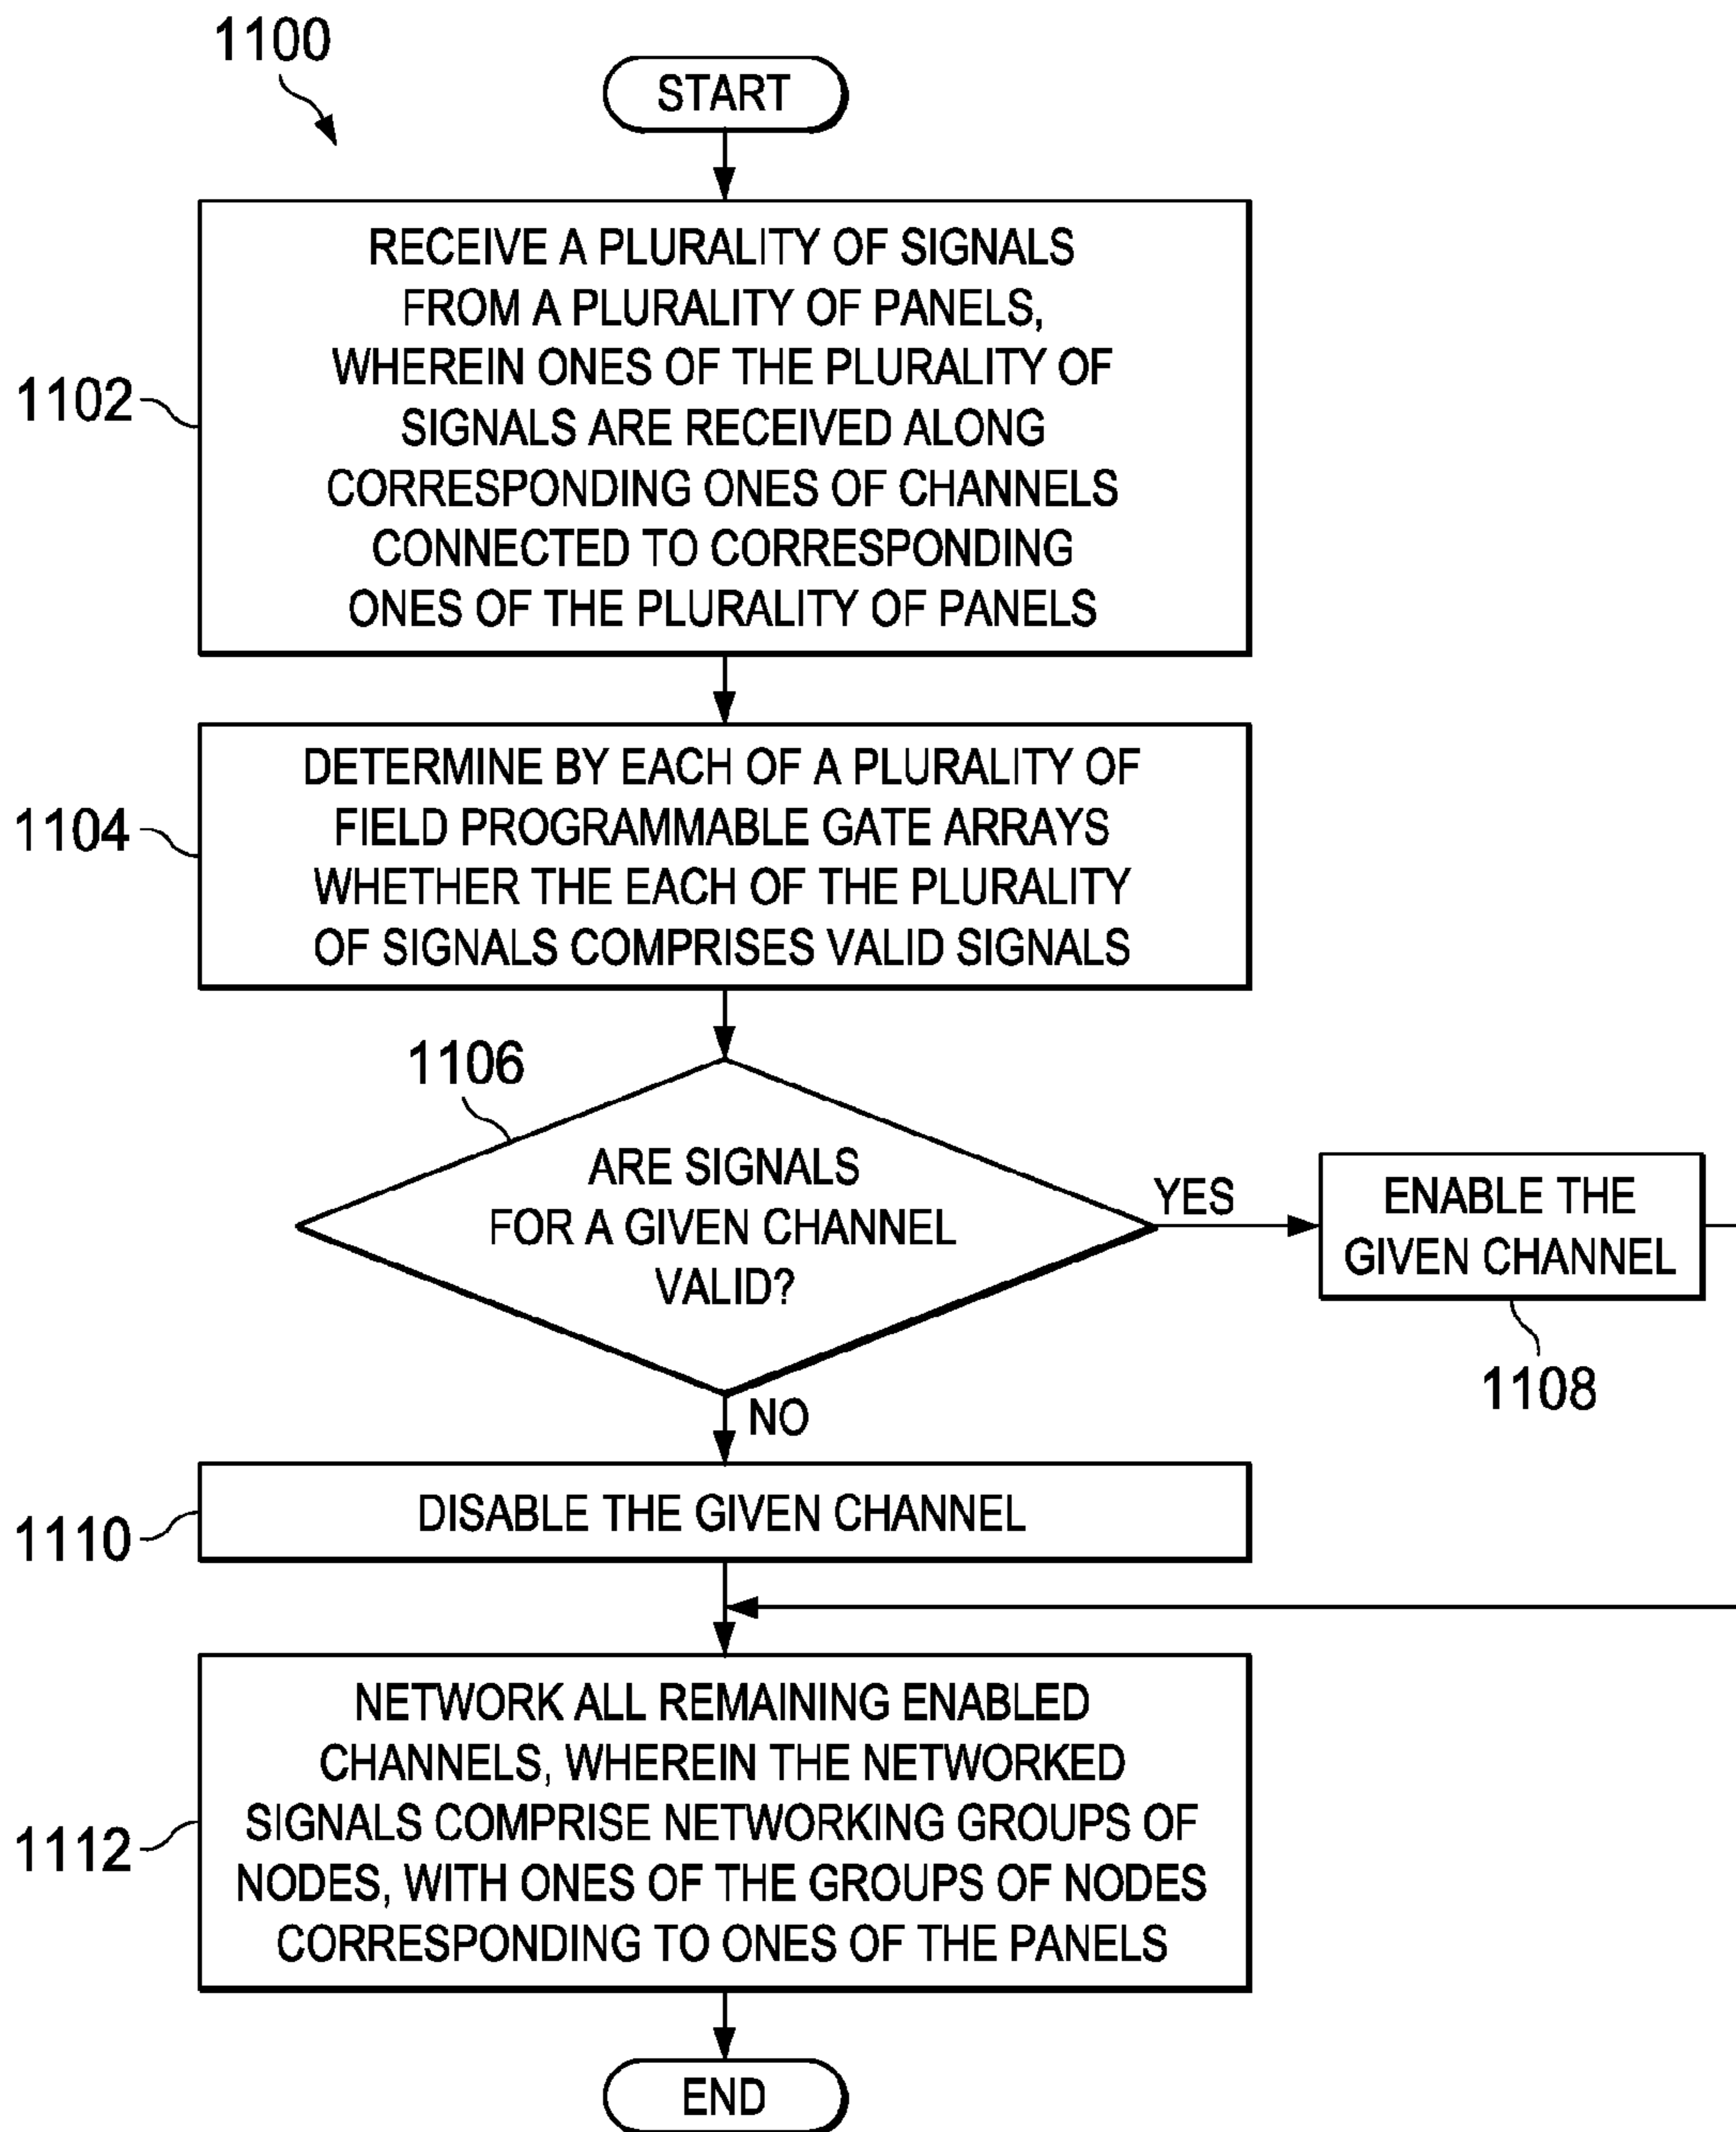 1100
START
RECEIVE A PLURALITY OF SIGNALS
FROM A PLURALITY OF PANELS,
WHEREIN ONES OF THE PLURALITY OF
SIGNALS ARE RECEIVED ALONG
CORRESPONDING ONES OF CHANNELS
CONNECTED TO CORRESPONDING
ONES OF THE PLURALITY OF PANELS
1102
DETERMINE BY EACH OF A PLURALITY OF
FIELD PROGRAMMABLE GATE ARRAYS
WHETHER THE EACH OF THE PLURALITY
OF SIGNALS COMPRISES VALID SIGNALS
1104
1106
ARE SIGNALS
FOR A GIVEN CHANNEL
VALID?
YES
ENABLE THE
GIVEN CHANNEL
1108
NO
DISABLE THE GIVEN CHANNEL
1110
NETWORK ALL REMAINING ENABLED
CHANNELS, WHEREIN THE NETWORKED
SIGNALS COMPRISE NETWORKING GROUPS OF
NODES, WITH ONES OF THE GROUPS OF NODES
CORRESPONDING TO ONES OF THE PANELS
1112
END